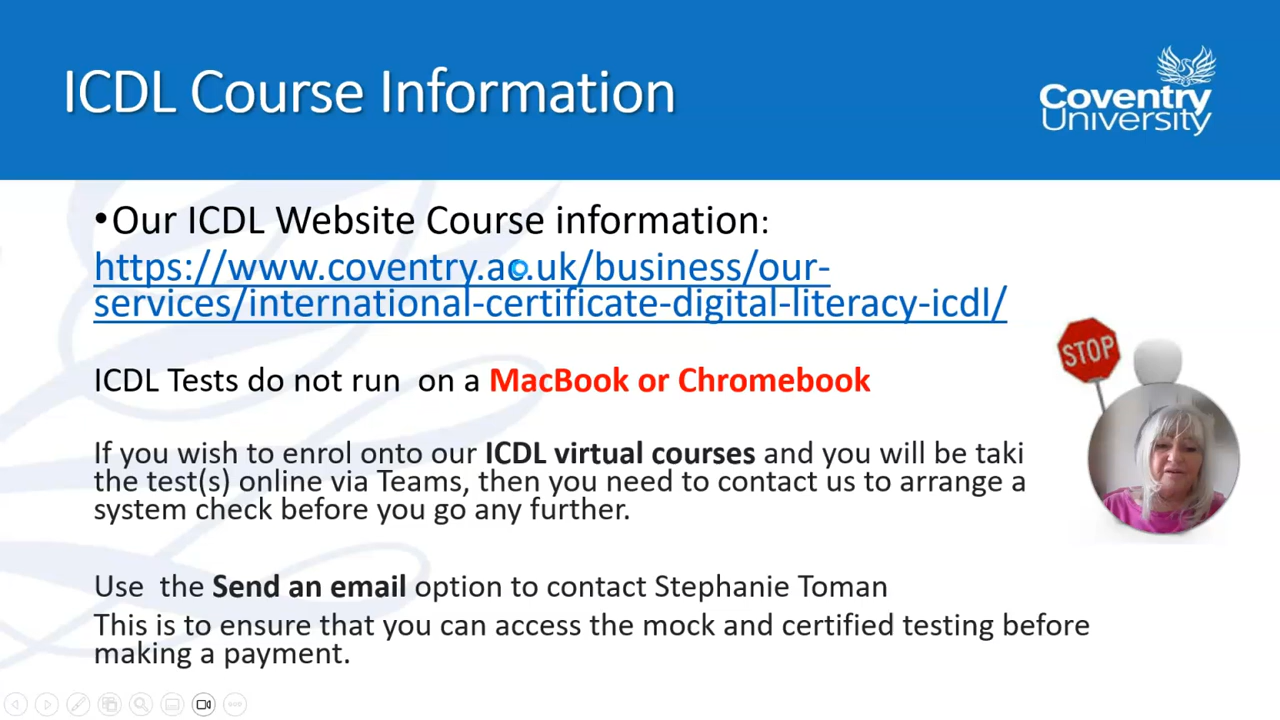 ICDL Course Information
Coventry
University
•Our ICDL Website Course information:
https://www.coventry.ac.uk/business/our-
services/international-certificate-digital-literacy-icdl/
STOP
ICDL Tests do not run  on a MacBook or Chromebook
If you wish to enrol onto our ICDL virtual courses and you will be taki
the test(s) online via Teams, then you need to contact us to arrange a
system check before you go any further.
Use  the Send an email option to contact Stephanie Toman
This is to ensure that you can access the mock and certified testing before
making a payment.